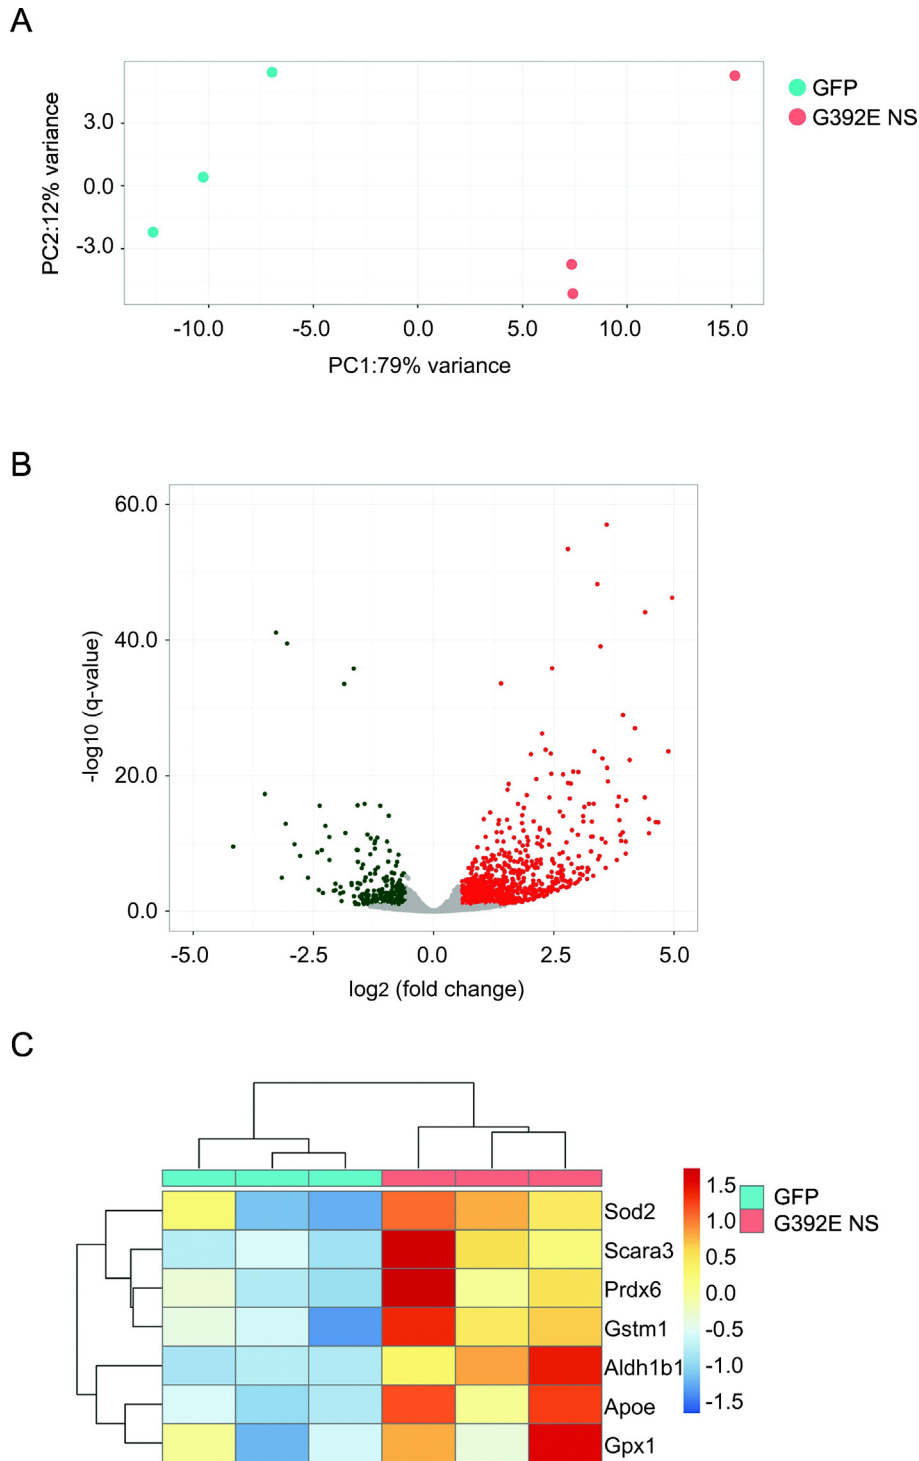 A
PC2:12% variance
3.0
0.0
-3.0
-10.0 -5.0 0.0 5.0 10.0 15.0
PC1:79% variance
GFP
G392E NS
B
-log10 (q-value)
60.0
40.0
20.0
0.0
-5.0 -2.5 0.0 2.5 5.0
log2 (fold change)
C
Sod2
Scara3
Prdx6
Gstm1
Aldh1b1
Apoe
Gpx1
1.5
1.0
0.5
0.0
-0.5
-1.0
-1.5
GFP
G392E NS